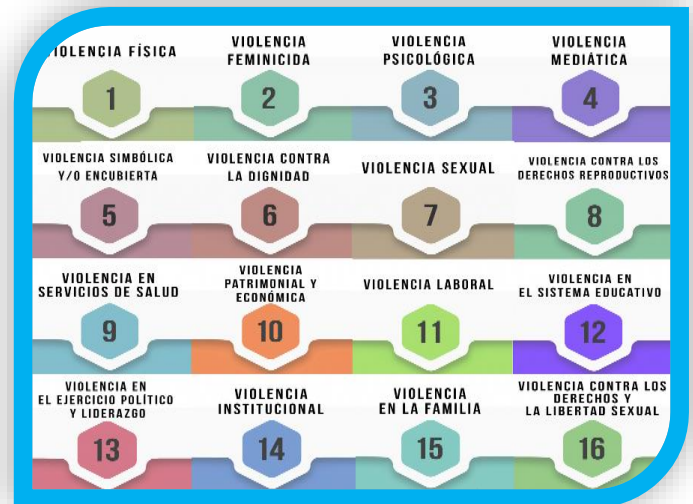 VIOLENCIA FÍSICA
1
VIOLENCIA
FEMINICIDA
2
VIOLENCIA
PSICOLÓGICA
3
VIOLENCIA
MEDIÁTICA
4
VIOLENCIA SIMBÓLICA
Y/O ENCUBIERTA
5
VIOLENCIA CONTRA
LA DIGNIDAD
6
VIOLENCIA SEXUAL
7
VIOLENCIA CONTRA LOS
DERECHOS REPRODUCTIVOS
8
VIOLENCIA EN
SERVICIOS DE SALUD
9
VIOLENCIA
PATRIMONIAL Y
ECONÓMICA
10
VIOLENCIA LABORAL
11
VIOLENCIA EN
EL SISTEMA EDUCATIVO
12
VIOLENCIA EN
EL EJERCICIO POLÍTICO
Y LIDERAZGO
13
VIOLENCIA
INSTITUCIONAL
14
VIOLENCIA
EN LA FAMILIA
15
VIOLENCIA CONTRA LOS
DERECHOS Y
LA LIBERTAD SEXUAL
16